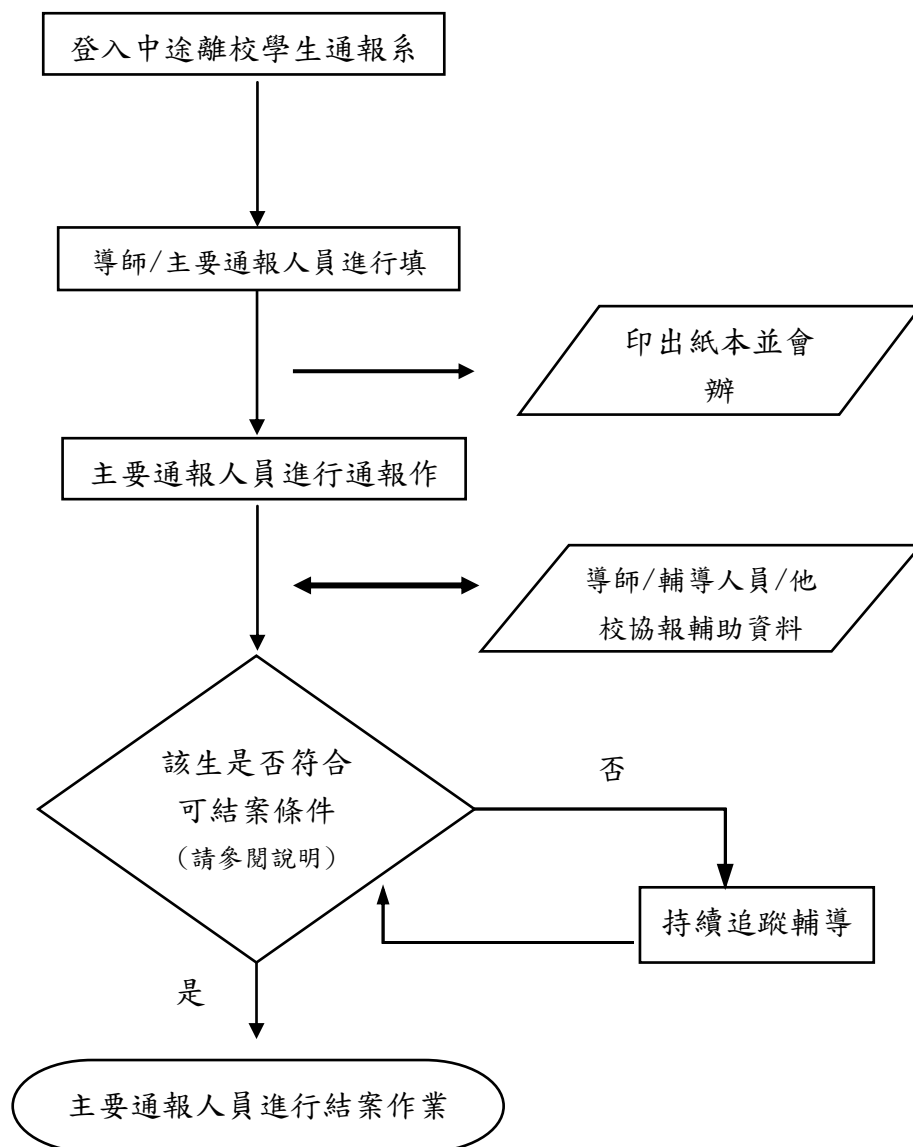 登入中途離校學生通報系
導師/主要通報人員進行填
印出紙本並會
辦
主要通報人員進行通報作
導師/輔導人員/他
校協報輔助資料
該生是否符合
可結案條件
（請參閱說明）
否
持續追蹤輔導
是
主要通報人員進行結案作業